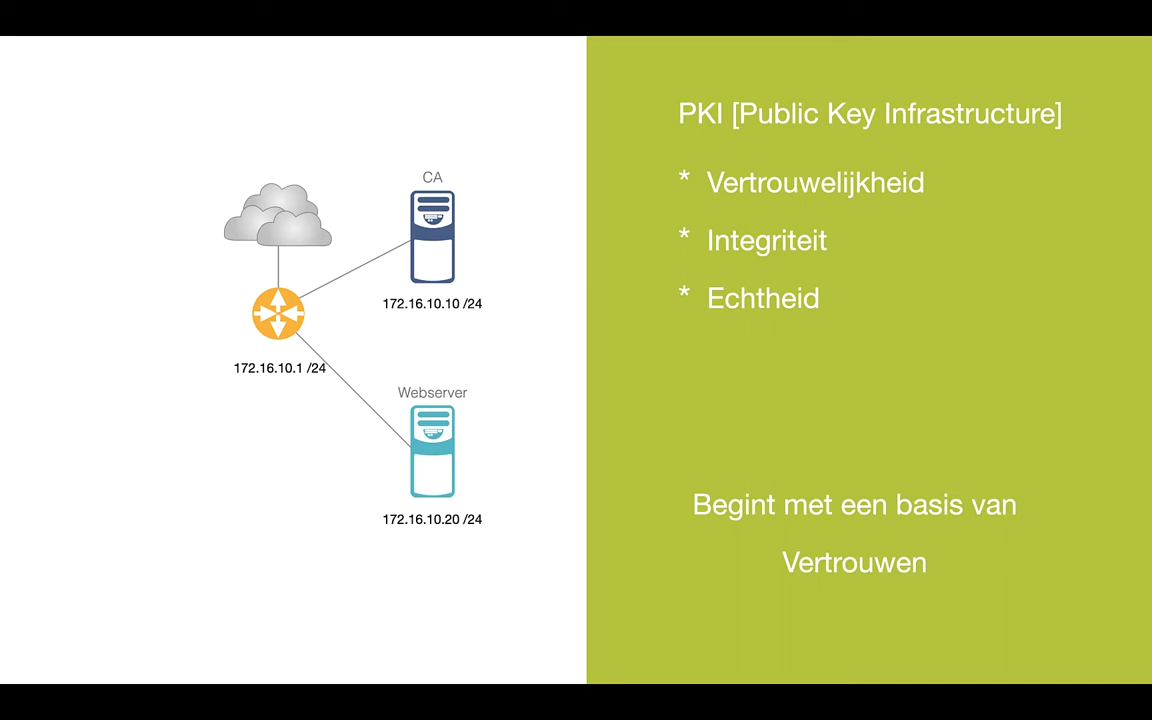 CA
172.16.10.10 /24
172.16.10.1 /24
Webserver
172.16.10.20 /24
PKI [Public Key Infrastructure]
* Vertrouwelijkheid
* Integriteit
* Echtheid
Begint met een basis van
Vertrouwen